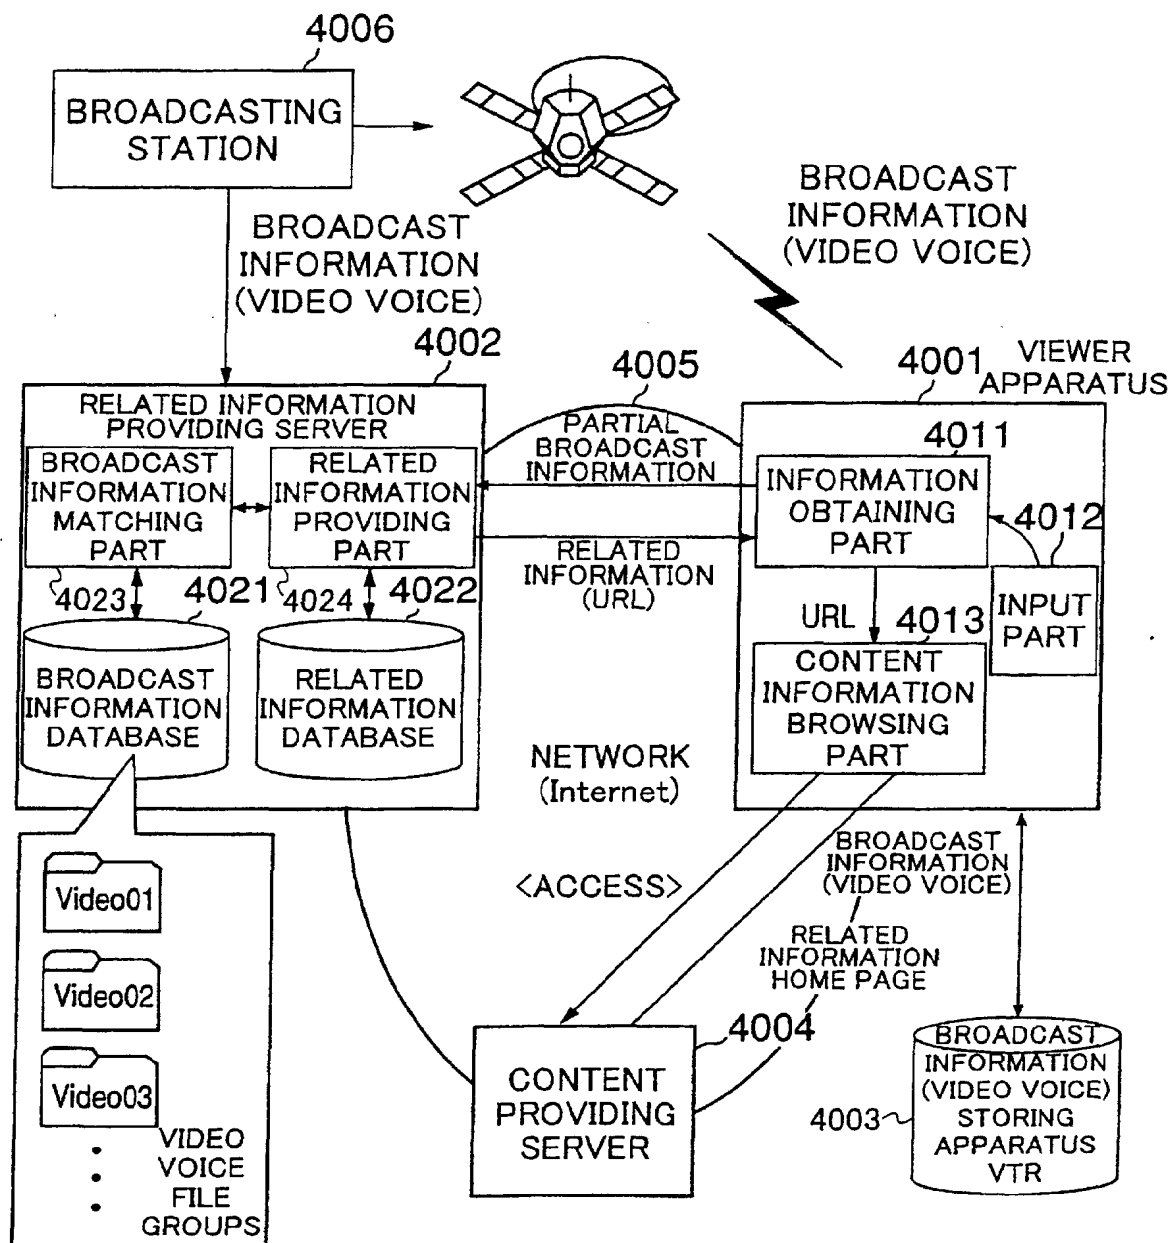 4006
BROADCASTING
STATION
BROADCAST
INFORMATION
(VIDEO VOICE)
BROADCAST
INFORMATION
(VIDEO VOICE)
4002
RELATED INFORMATION
PROVIDING SERVER
BROADCAST
INFORMATION
MATCHING
PART
RELATED
INFORMATION
PROVIDING
PART
4023
4021
4024
4022
BROADCAST
INFORMATION
DATABASE
RELATED
INFORMATION
DATABASE
4005
PARTIAL
BROADCAST
INFORMATION
RELATED
INFORMATION
(URL)
4001
VIEWER
APPARATUS
4011
INFORMATION
OBTAINING
PART
4012
INPUT
PART
URL
4013
CONTENT
INFORMATION
BROWSING
PART
NETWORK
(Internet)
Video01
Video02
Video03
VIDEO
VOICE
FILE
GROUPS
<ACCESS>
BROADCAST
INFORMATION
(VIDEO VOICE)
RELATED
INFORMATION
HOME PAGE
4004
CONTENT
PROVIDING
SERVER
4003
BROADCAST
INFORMATION
(VIDEO VOICE)
STORING
APPARATUS
VTR